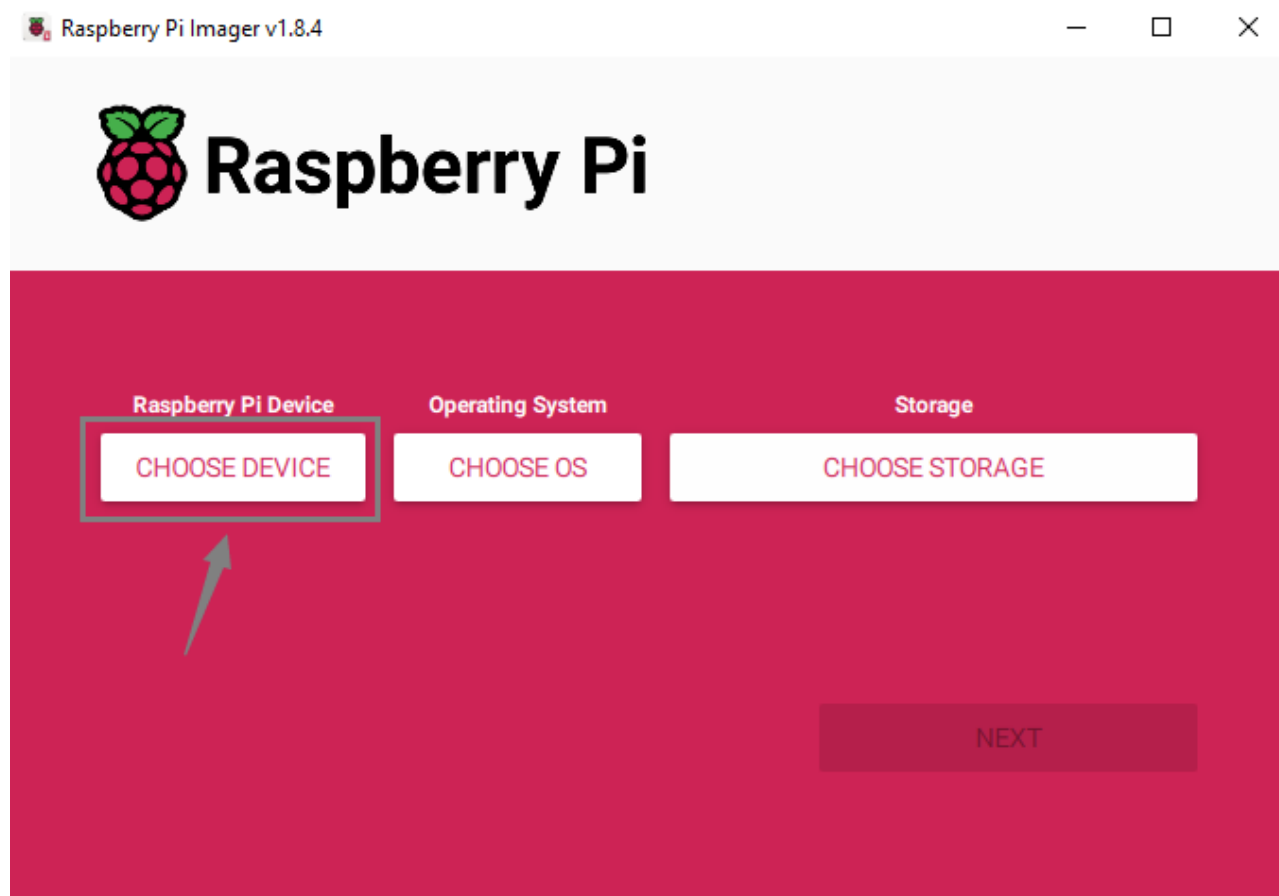 Raspberry Pi Imager v1.8.4
Raspberry Pi
Raspberry Pi Device
Operating System
Storage
CHOOSE DEVICE
CHOOSE OS
CHOOSE STORAGE
NEXT